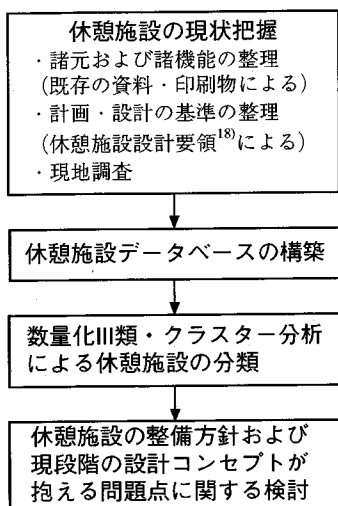 休憩施設の現状把握
・諸元および諸機能の整理
(既存の資料・印刷物による)
・計画・設計の基準の整理
(休憩施設設計要領18)による)
・現地調査
休憩施設データベースの構築
数量化III類・クラスター分析
による休憩施設の分類
休憩施設の整備方針および
現段階の設計コンセプトが
抱える問題点に関する検討